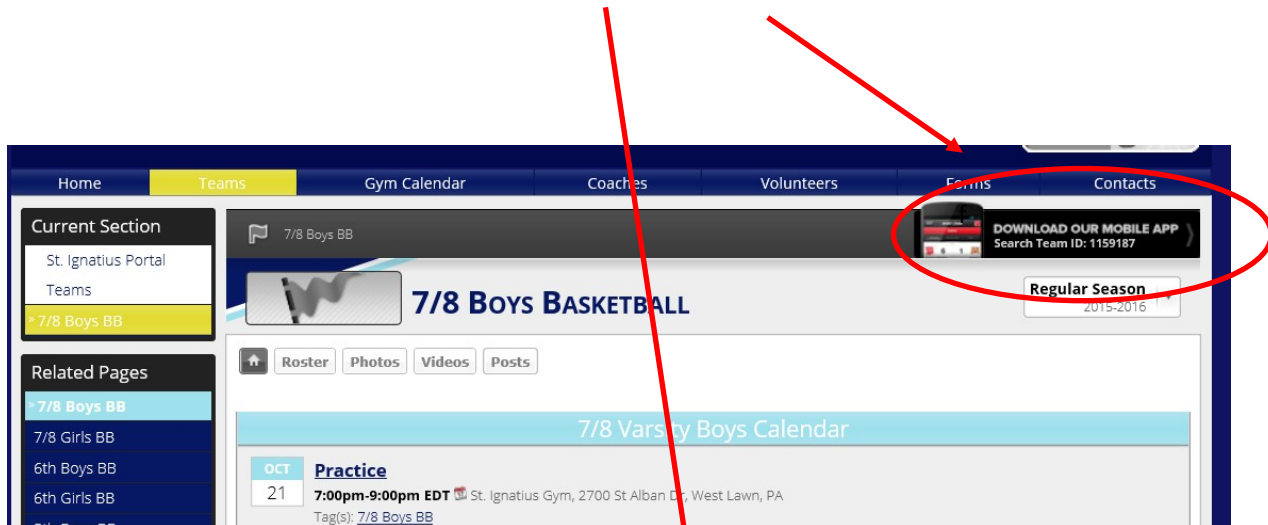 Home Teams Gym Calendar Coaches Volunteers Forms Contacts
Current Section
St. Ignatius Portal
Teams
» 7/8 Boys BB
Related Pages
» 7/8 Boys BB
7/8 Girls BB
6th Boys BB
6th Girls BB
7/8 Boys BB
DOWNLOAD OUR MOBILE APP
Search Team ID: 1159187
7/8 BOYS BASKETBALL
Regular Season
2015-2016
Roster Photos Videos Posts
7/8 Varsity Boys Calendar
OCT
21
Practice
7:00pm-9:00pm EDT St. Ignatius Gym, 2700 St Alban Dr, West Lawn, PA
Tag(s): 7/8 Boys BB